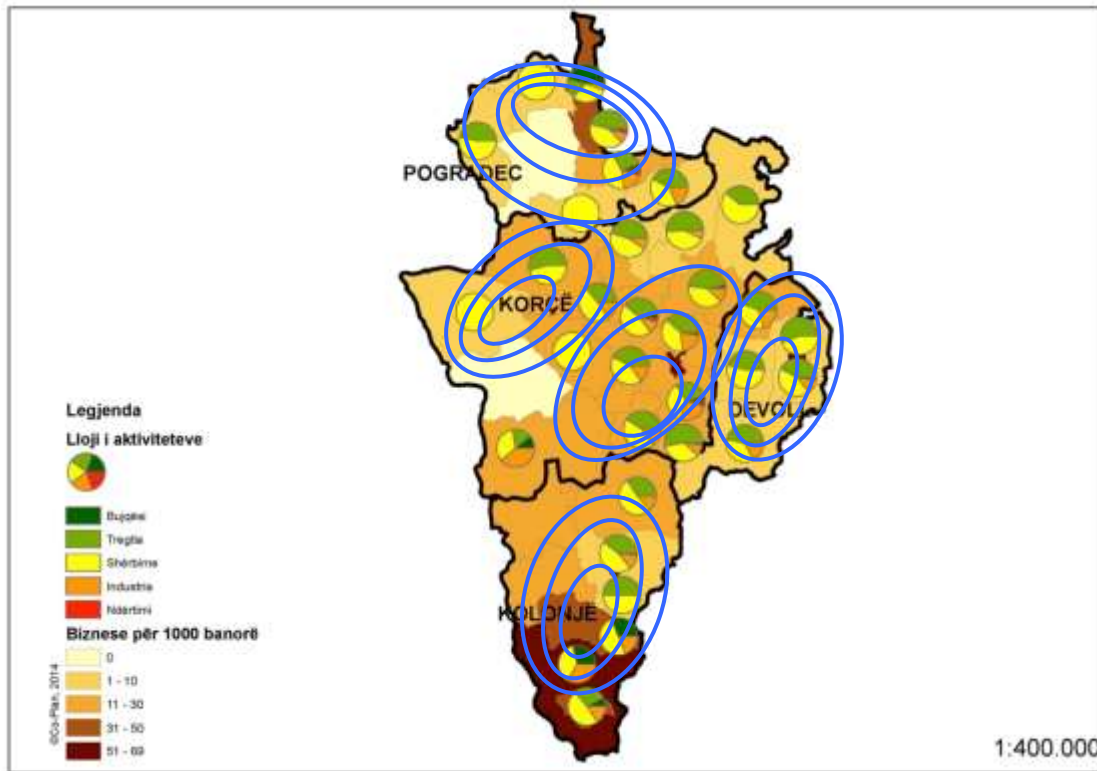 POGRADEC
KORÇË
DEVOLL
KOLONJË
Legjenda
Lloji i aktiviteteve
Bujqësi
Tregtia
Shërbime
Industria
Ndërtimi
Biznese për 1000 banorë
0
1 - 10
11 - 30
31 - 50
51 - 69
©Co-Plan, 2014
1:400.000